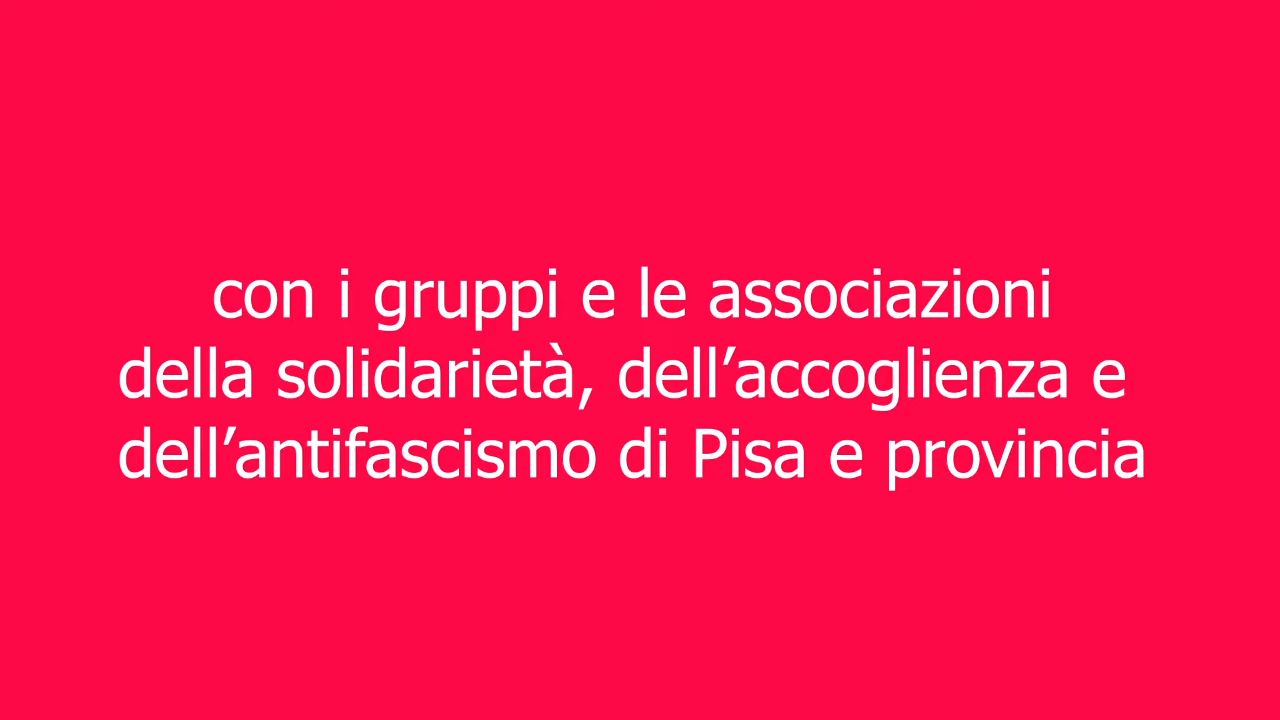 con i gruppi e le associazioni
della solidarietà, dell’accoglienza e
dell’antifascismo di Pisa e provincia